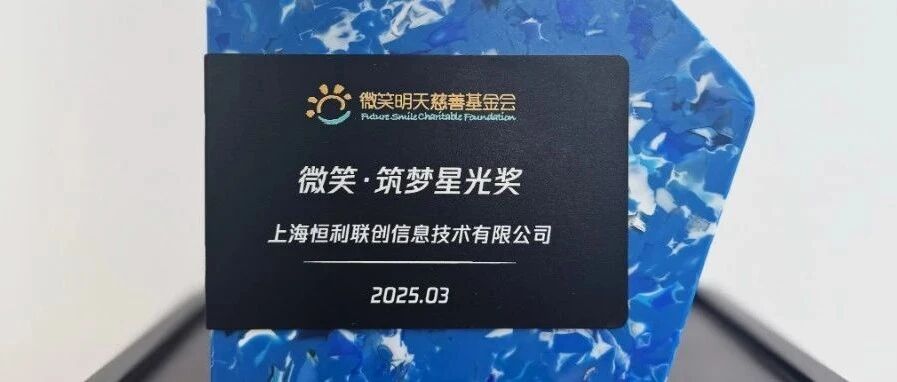 微笑明天慈善基金会
Future Smile Charitable Foundation
微笑·筑梦星光奖
上海恒利联创信息技术有限公司
2025.03